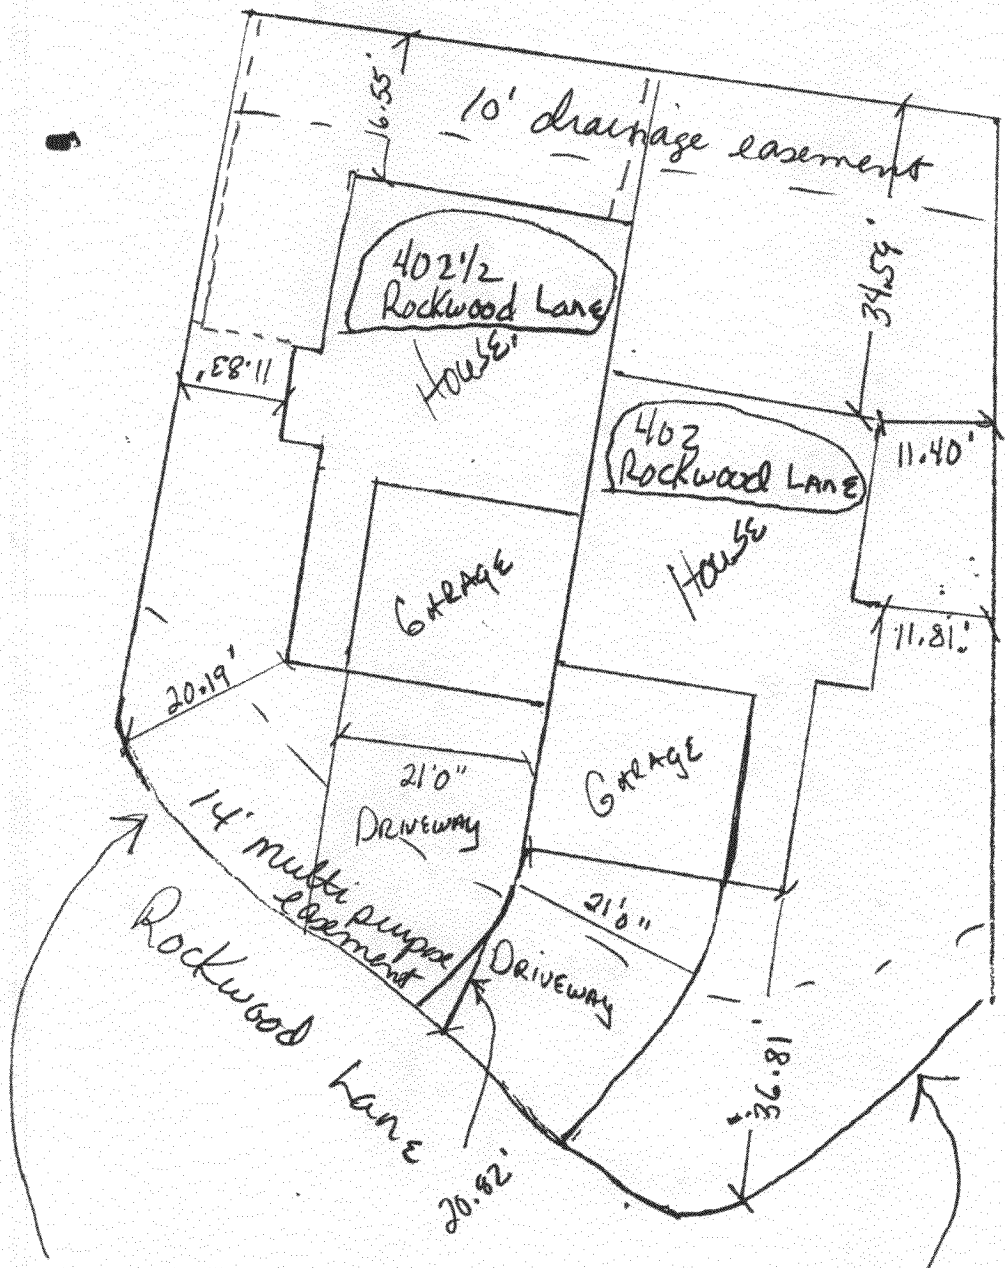 16.55'
10' drainage easement
402 1/2
Rockwood Lane
House
34.59'
11.83'
402
Rockwood Lane
House
11.40'
Garage
11.81'
20.19'
21'0"
Driveway
Garage
14' multi purpose
easement
21'0"
Driveway
Rockwood
Lane
36.81'
20.82'